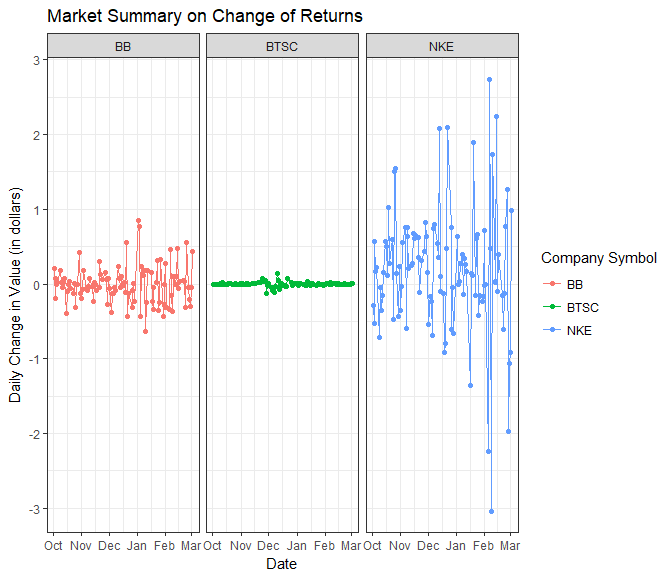 Market Summary on Change of Returns
BB
BTSC
NKE
3
2
1
0
-1
-2
-3
Daily Change in Value (in dollars)
Oct Nov Dec Jan Feb Mar
Oct Nov Dec Jan Feb Mar
Oct Nov Dec Jan Feb Mar
Date
Company Symbol
BB
BTSC
NKE